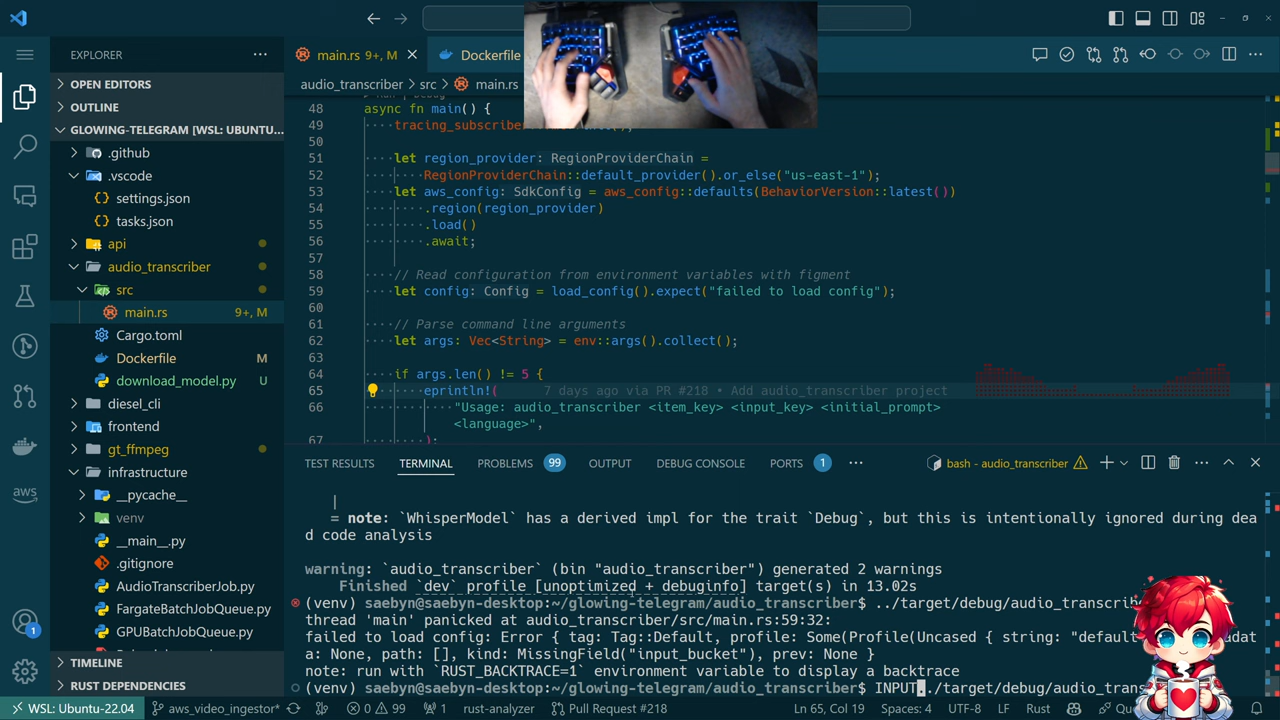 EXPLORER
OPEN EDITORS
OUTLINE
GLOWING-TELEGRAM [WSL: UBUNTU...
.github
.vscode
settings.json
tasks.json
api
audio_transcriber
src
main.rs 9+, M
Cargo.toml
Dockerfile M
download_model.py U
diesel_cli
frontend
gt_ffmpeg
infrastructure
__pycache__
venv
__main__.py
.gitignore
AudioTranscriberJob.py
FargateBatchJobQueue.py
GPUBatchJobQueue.py
TIMELINE
RUST DEPENDENCIES
aws
1
main.rs 9+, M
Dockerfile
audio_transcriber > src > main.rs
48 async fn main() {
49 tracing_subscriber
50
51 let region_provider: RegionProviderChain =
52 RegionProviderChain::default_provider().or_else("us-east-1");
53 let aws_config: SdkConfig = aws_config::defaults(BehaviorVersion::latest())
54 .region(region_provider)
55 .load()
56 .await;
57
58 // Read configuration from environment variables with figment
59 let config: Config = load_config().expect("failed to load config");
60
61 // Parse command line arguments
62 let args: Vec<String> = env::args().collect();
63
64 if args.len() != 5 {
65 eprintln!( 7 days ago via PR #218 • Add audio_transcriber project
66 "Usage: audio_transcriber <item_key> <input_key> <initial_prompt>
<language>",
67 );
TEST RESULTS TERMINAL PROBLEMS 99 OUTPUT DEBUG CONSOLE PORTS 1 ... bash - audio_transcriber
|
= note: `WhisperModel` has a derived impl for the trait `Debug`, but this is intentionally ignored during dea
d code analysis
warning: `audio_transcriber` (bin "audio_transcriber") generated 2 warnings
Finished `dev` profile [unoptimized + debuginfo] target(s) in 13.02s
(venv) saebyn@saebyn-desktop:~/glowing-telegram/audio_transcriber$ ../target/debug/audio_transcribe
thread 'main' panicked at audio_transcriber/src/main.rs:59:32:
failed to load config: Error { tag: Tag::Default, profile: Some(Profile(Uncased { string: "default
a: None, path: [], kind: MissingField("input_bucket"), prev: None }
note: run with `RUST_BACKTRACE=1` environment variable to display a backtrace
(venv) saebyn@saebyn-desktop:~/glowing-telegram/audio_transcriber$ INPUT../target/debug/audio_trans
WSL: Ubuntu-22.04 aws_video_ingestor* 0 99 1 rust-analyzer Pull Request #218 Ln 65, Col 19 Spaces: 4 UTF-8 LF Rust